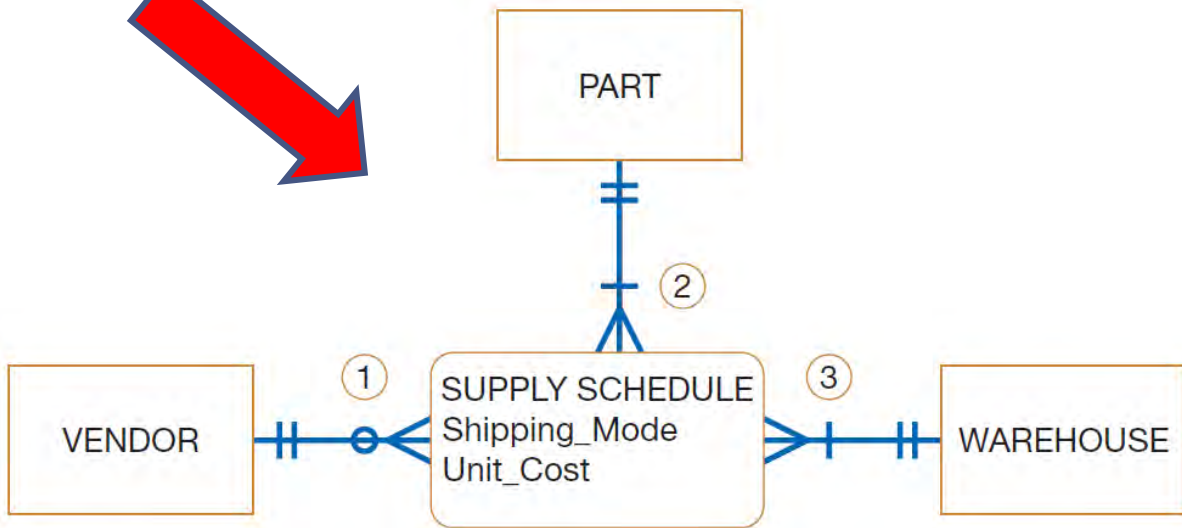 PART
2
1
3
SUPPLY SCHEDULE
Shipping_Mode
Unit_Cost
VENDOR
WAREHOUSE